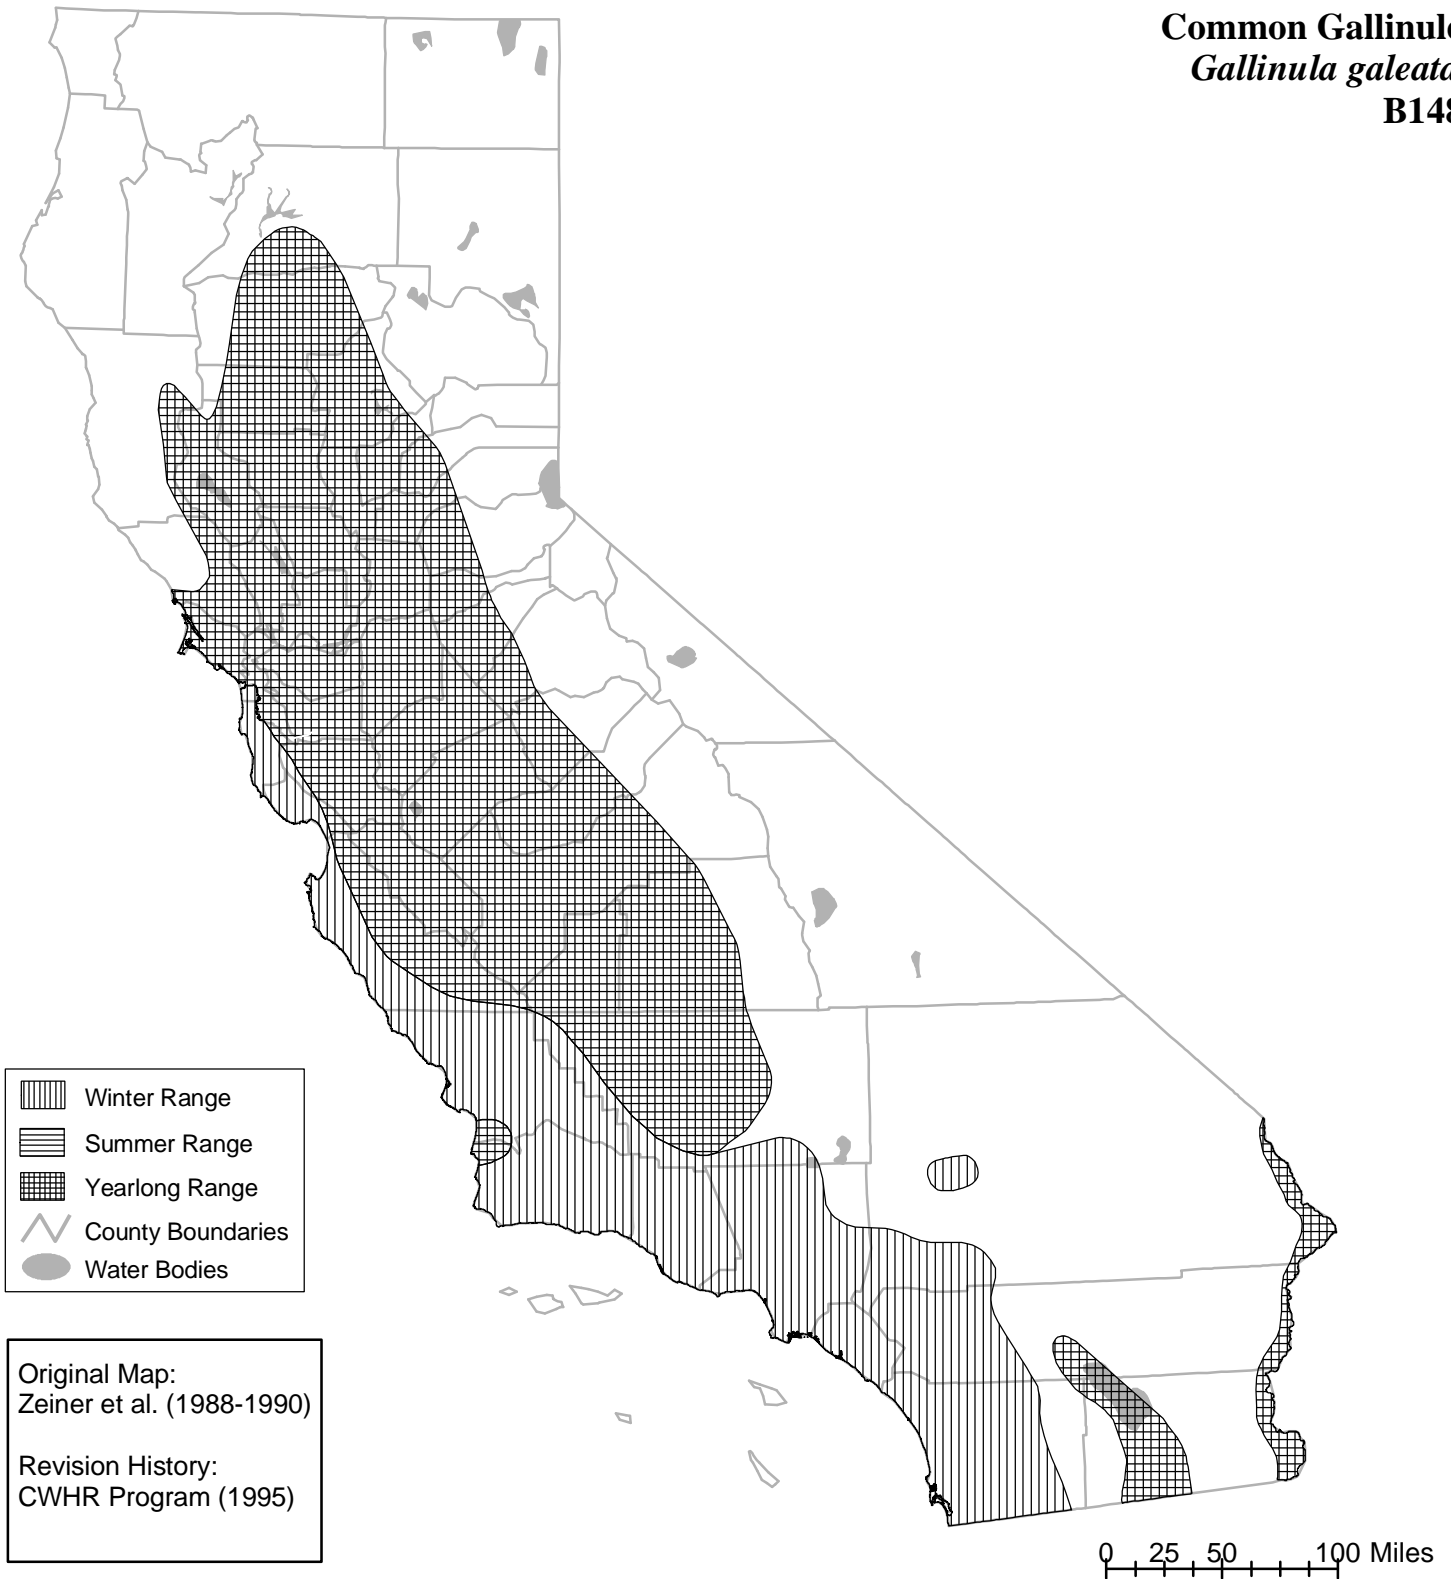 Common Gallinule
Gallinula galeata
B148
Winter Range
Summer Range
Yearlong Range
County Boundaries
Water Bodies
Original Map:
Zeiner et al. (1988-1990)
Revision History:
CWHR Program (1995)
0 25 50 100 Miles